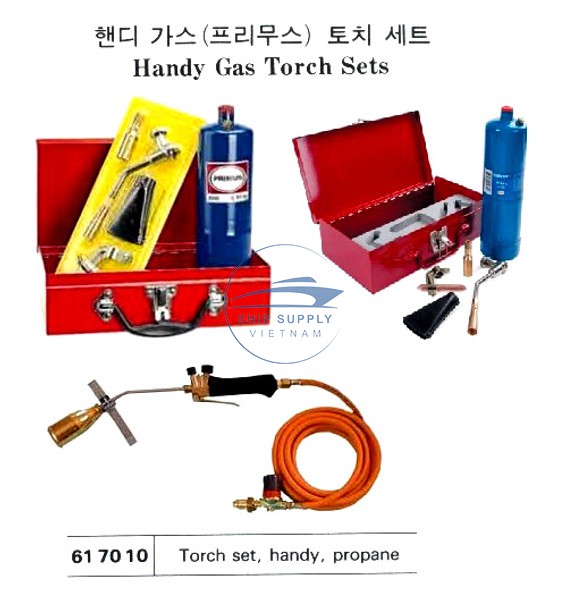 핸디 가스(프리무스) 토치 세트
Handy Gas Torch Sets
PRIMUS
SHIP SUPPLY
VIETNAM
61 70 10 Torch set, handy, propane